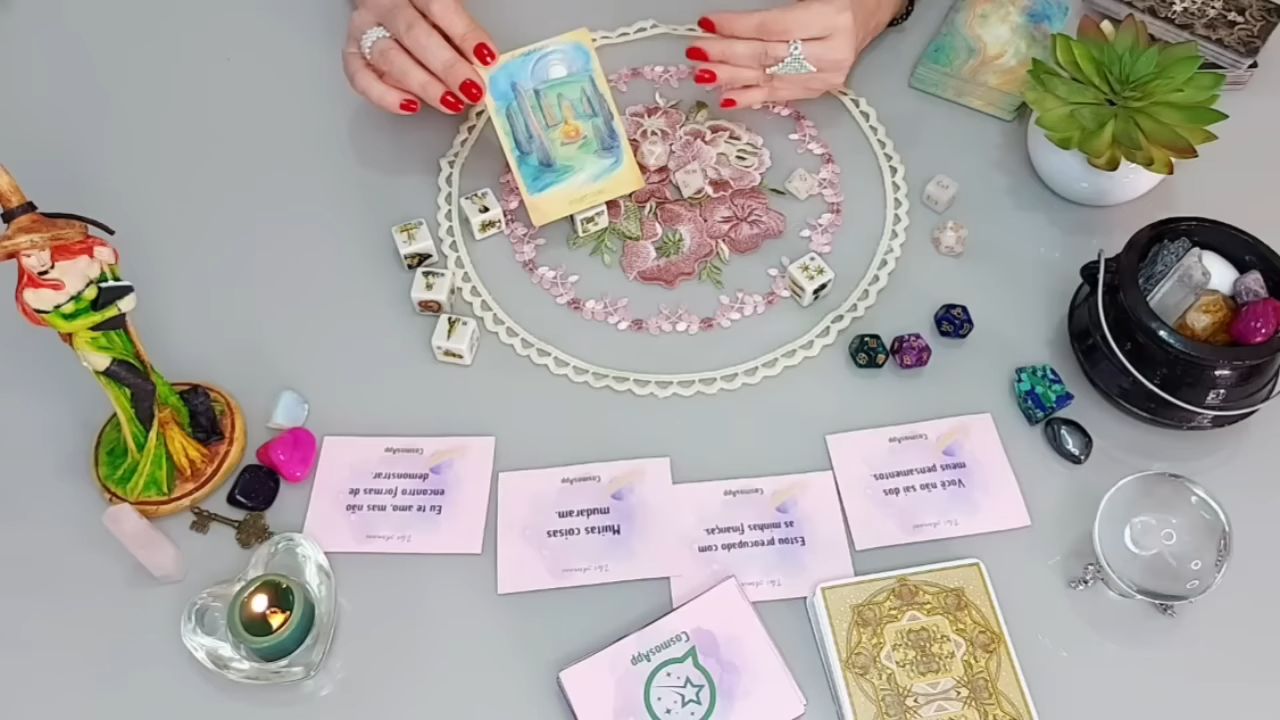 Eu te amo, mas não
encontro formas de
demonstrar.
CosmosApp
Muitas coisas
mudaram.
CosmosApp
Estou preocupado com
as minhas finanças.
CosmosApp
Você não sai dos
meus pensamentos.
CosmosApp
CosmosApp